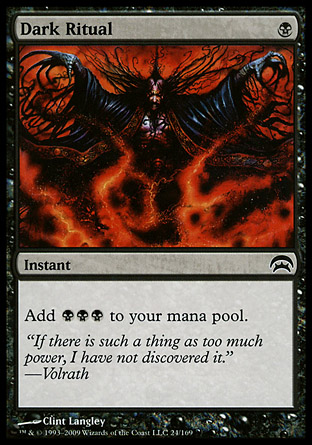 Dark Ritual
Instant
Add to your mana pool.
“If there is such a thing as too much
power, I have not discovered it.”
—Volrath
Clint Langley
™ & © 1993–2009 Wizards of the Coast LLC 24/169